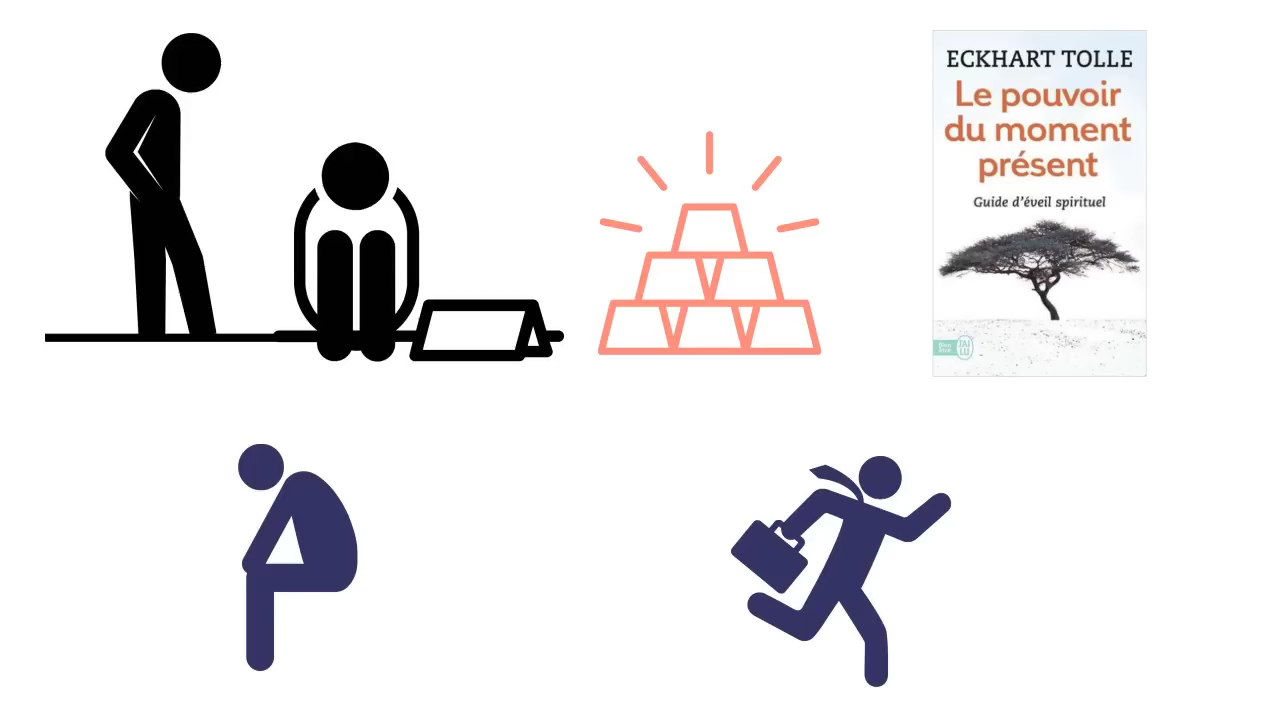 ECKHART TOLLE
Le pouvoir
du moment
présent
Guide d'éveil spirituel